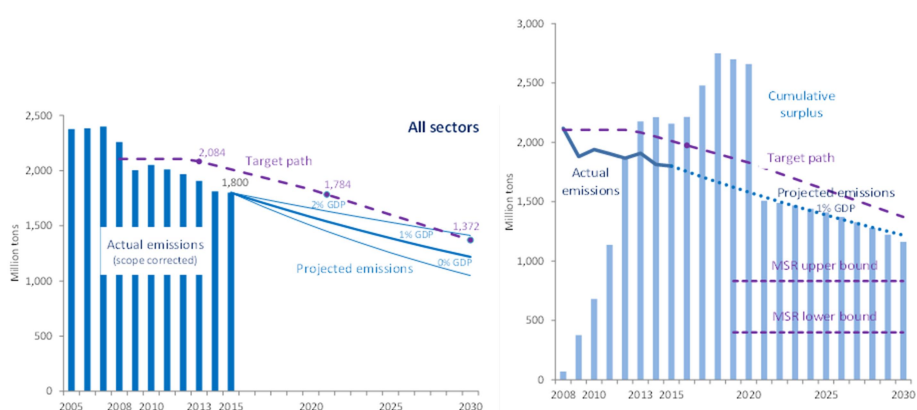 2,500
2,000
1,500
1,000
500
0
Million tons
All sectors
2,084
Target path
1,800
1,784
2% GDP
1,372
1% GDP
0% GDP
Actual emissions
(scope corrected)
Projected emissions
2005 2008 2010 2013 2015 2020 2025 2030
3,000
2,500
2,000
1,500
1,000
500
0
Million tons
Cumulative
surplus
Target path
Actual
emissions
Projected emissions
1% GDP
MSR upper bound
MSR lower bound
2008 2010 2013 2015 2020 2025 2030